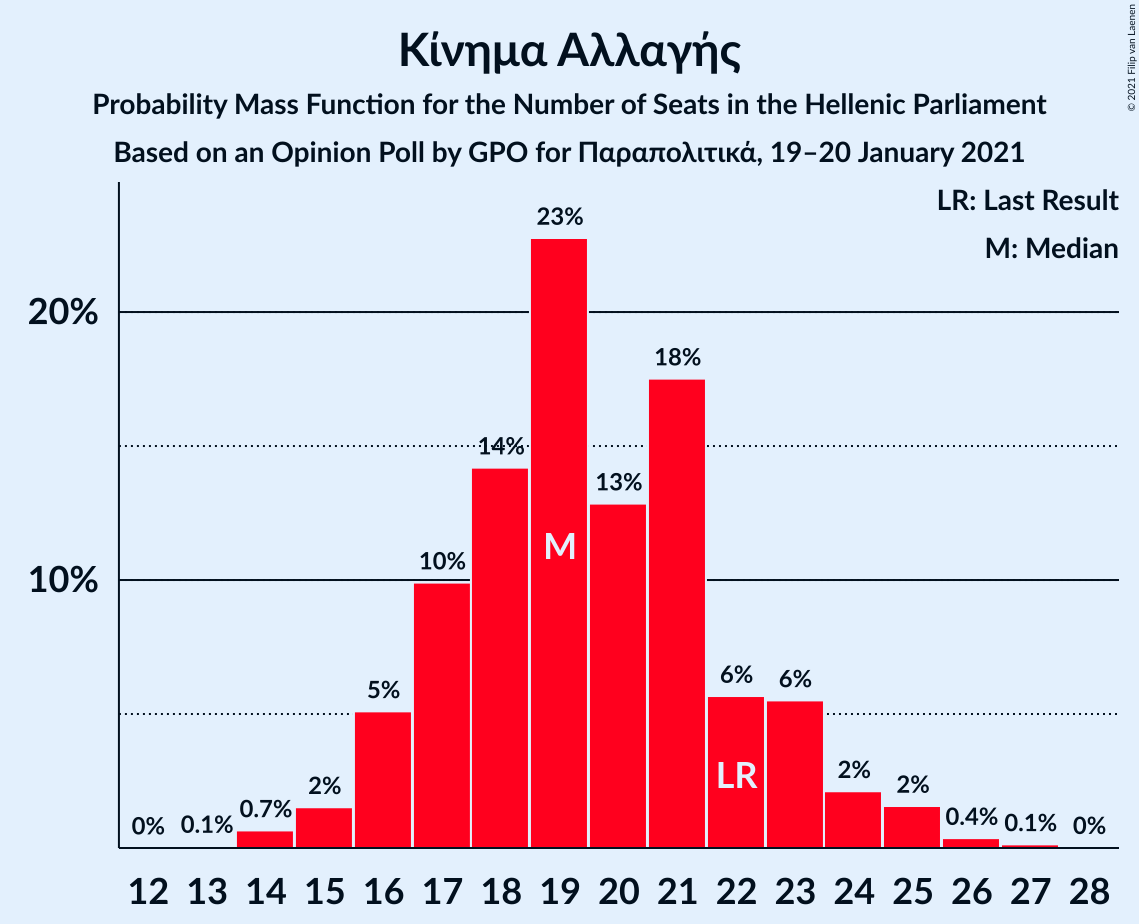 Κίνημα Αλλαγής
Probability Mass Function for the Number of Seats in the Hellenic Parliament
Based on an Opinion Poll by GPO for Παραπολιτικά, 19–20 January 2021
© 2021 Filip van Laenen
LR: Last Result
M: Median
20%
10%
0%
0.1%
0.7%
2%
5%
10%
14%
23%
13%
18%
6%
6%
2%
2%
0.4%
0.1%
0%
M
LR
12 13 14 15 16 17 18 19 20 21 22 23 24 25 26 27 28